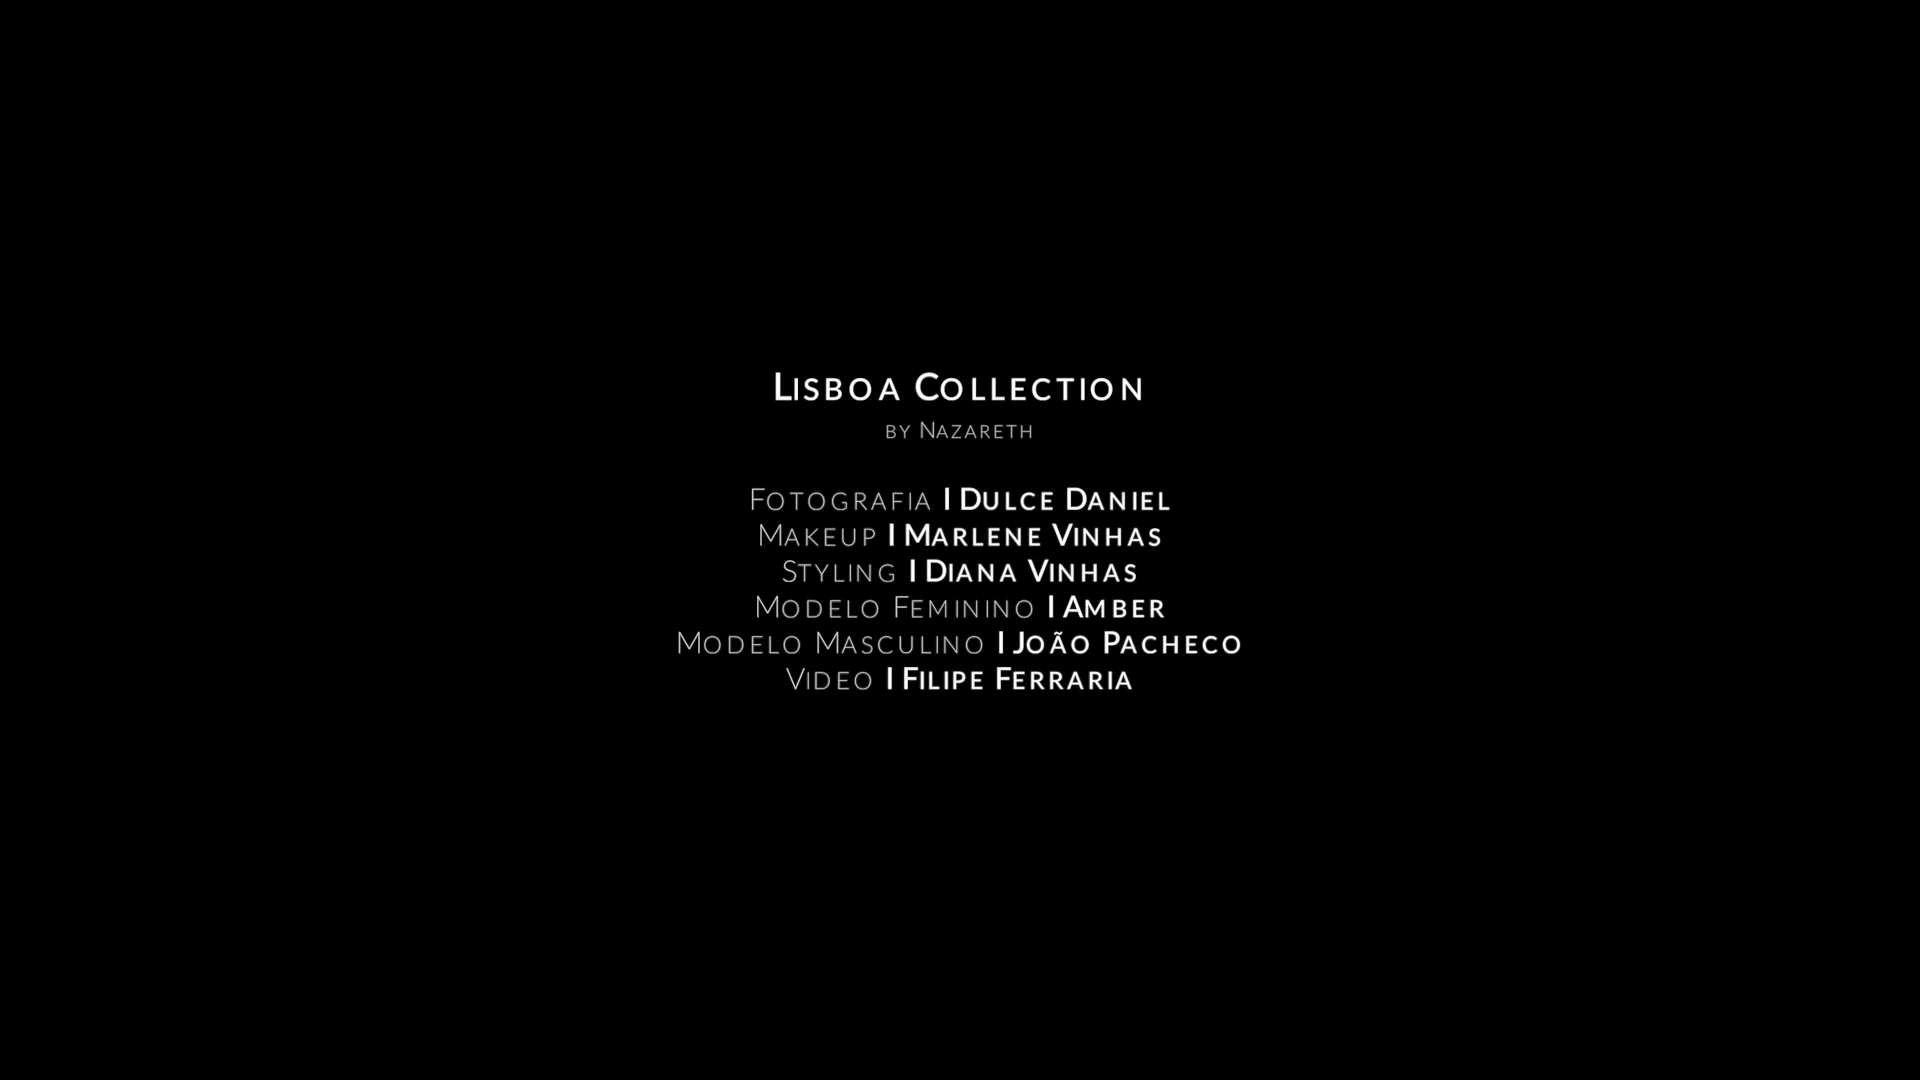 Lisboa Collection
by Nazareth
Fotografia | Dulce Daniel
Makeup | Marlene Vinhas
Styling | Diana Vinhas
Modelo Feminino | Amber
Modelo Masculino | João Pacheco
Video | Filipe Ferraria